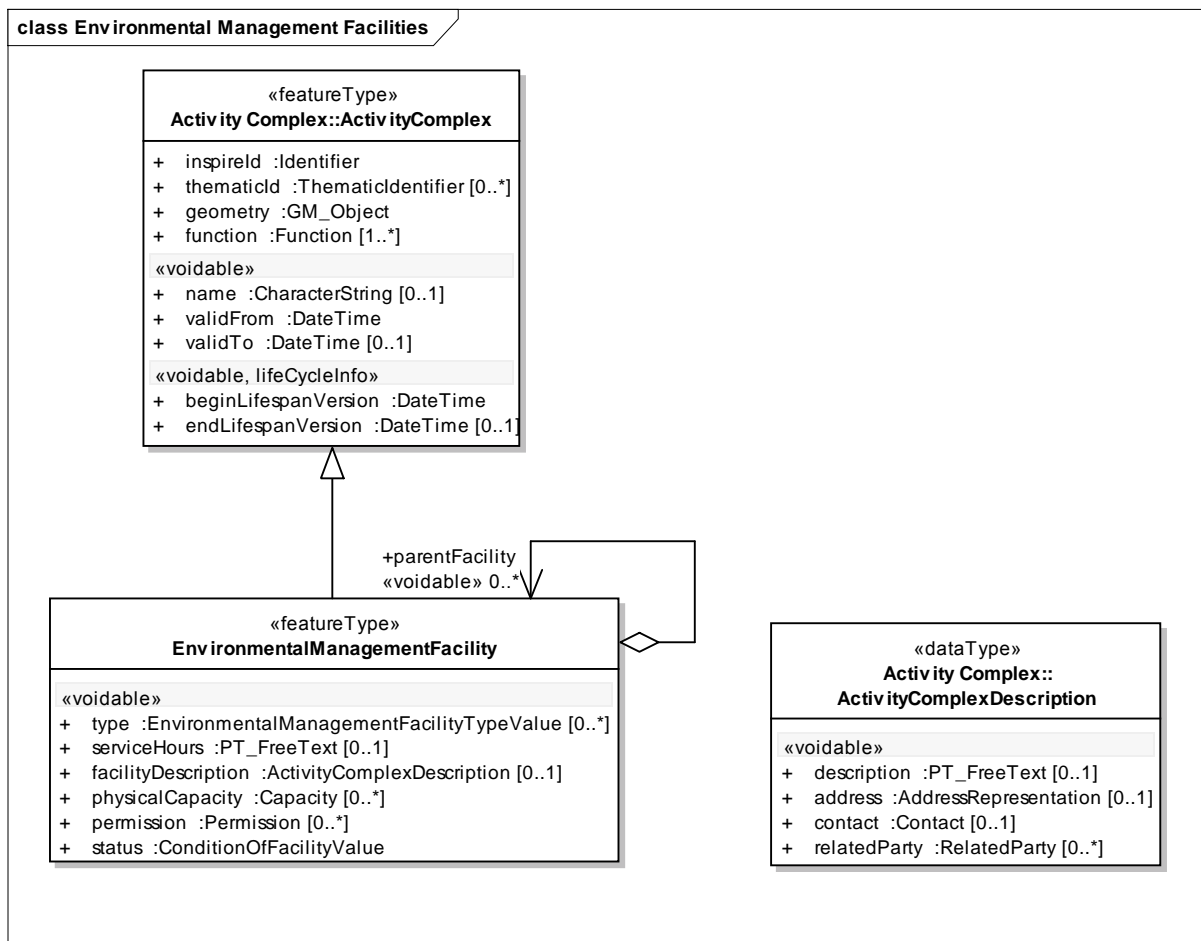 class Environmental Management Facilities
«featureType»
Activity Complex::ActivityComplex
+ inspireId :Identifier
+ thematicId :ThematicIdentifier [0..*]
+ geometry :GM_Object
+ function :Function [1..*]
«voidable»
+ name :CharacterString [0..1]
+ validFrom :DateTime
+ validTo :DateTime [0..1]
«voidable, lifeCycleInfo»
+ beginLifespanVersion :DateTime
+ endLifespanVersion :DateTime [0..1]
+parentFacility
«voidable» 0..*
«featureType»
EnvironmentalManagementFacility
«voidable»
+ type :EnvironmentalManagementFacilityTypeValue [0..*]
+ serviceHours :PT_FreeText [0..1]
+ facilityDescription :ActivityComplexDescription [0..1]
+ physicalCapacity :Capacity [0..*]
+ permission :Permission [0..*]
+ status :ConditionOfFacilityValue
«dataType»
Activity Complex::
ActivityComplexDescription
«voidable»
+ description :PT_FreeText [0..1]
+ address :AddressRepresentation [0..1]
+ contact :Contact [0..1]
+ relatedParty :RelatedParty [0..*]